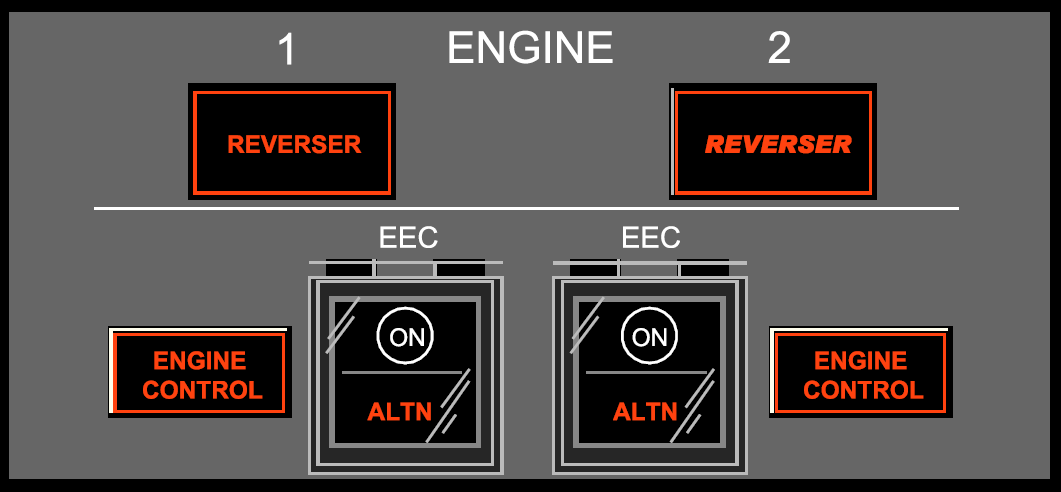 1 ENGINE 2
REVERSER REVERSER
EEC EEC
ON ON
ENGINE CONTROL ALTN ALTN ENGINE CONTROL